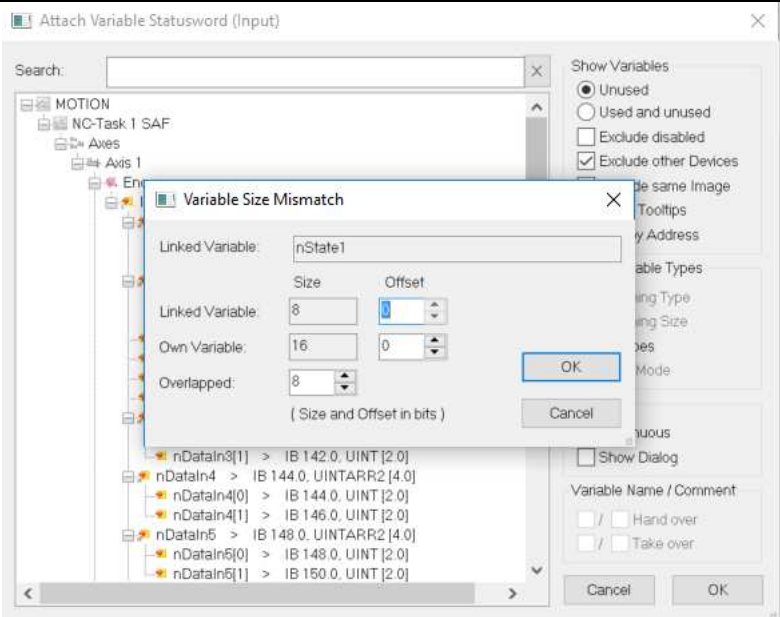 Attach Variable Statusword (Input)
Search:
Show Variables
Unused
Used and unused
Exclude disabled
Exclude other Devices
de same Image
Tooltips
y Address
MOTION
NC-Task 1 SAF
Axes
Axis 1
En
Variable Size Mismatch
Linked Variable: nState1
Size Offset
Linked Variable: 8 0
Own Variable: 16 0
Overlapped: 8
( Size and Offset in bits )
OK
Cancel
able Types
ing Type
ing Size
pes
Mode
nuous
Show Dialog
nDataIn3[1] > IB 142.0, UINT [2.0]
nDataIn4 > IB 144.0, UINTARR2 [4.0]
nDataIn4[0] > IB 144.0, UINT [2.0]
nDataIn4[1] > IB 146.0, UINT [2.0]
nDataIn5 > IB 148.0, UINTARR2 [4.0]
nDataIn5[0] > IB 148.0, UINT [2.0]
nDataIn5[1] > IB 150.0, UINT [2.0]
Variable Name / Comment
/ Hand over
/ Take over
Cancel OK